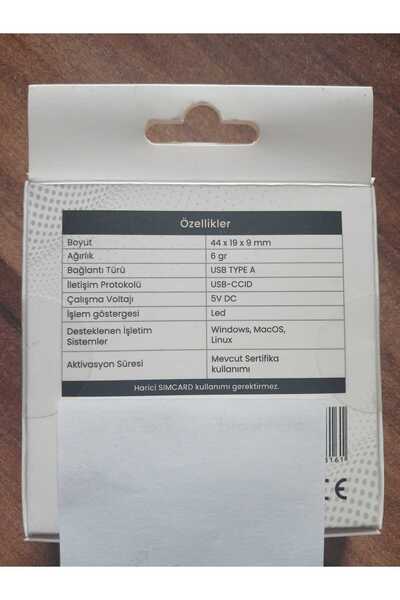 Özellikler
Boyut 44 x 19 x 9 mm
Ağırlık 6 gr
Bağlantı Türü USB TYPE A
İletişim Protokolü USB-CCID
Çalışma Voltajı 5V DC
İşlem göstergesi Led
Desteklenen İşletim Sistemler Windows, MacOS, Linux
Aktivasyon Süresi Mevcut Sertifika kullanımı
Harici SIMCARD kullanımı gerektirmez.
CE